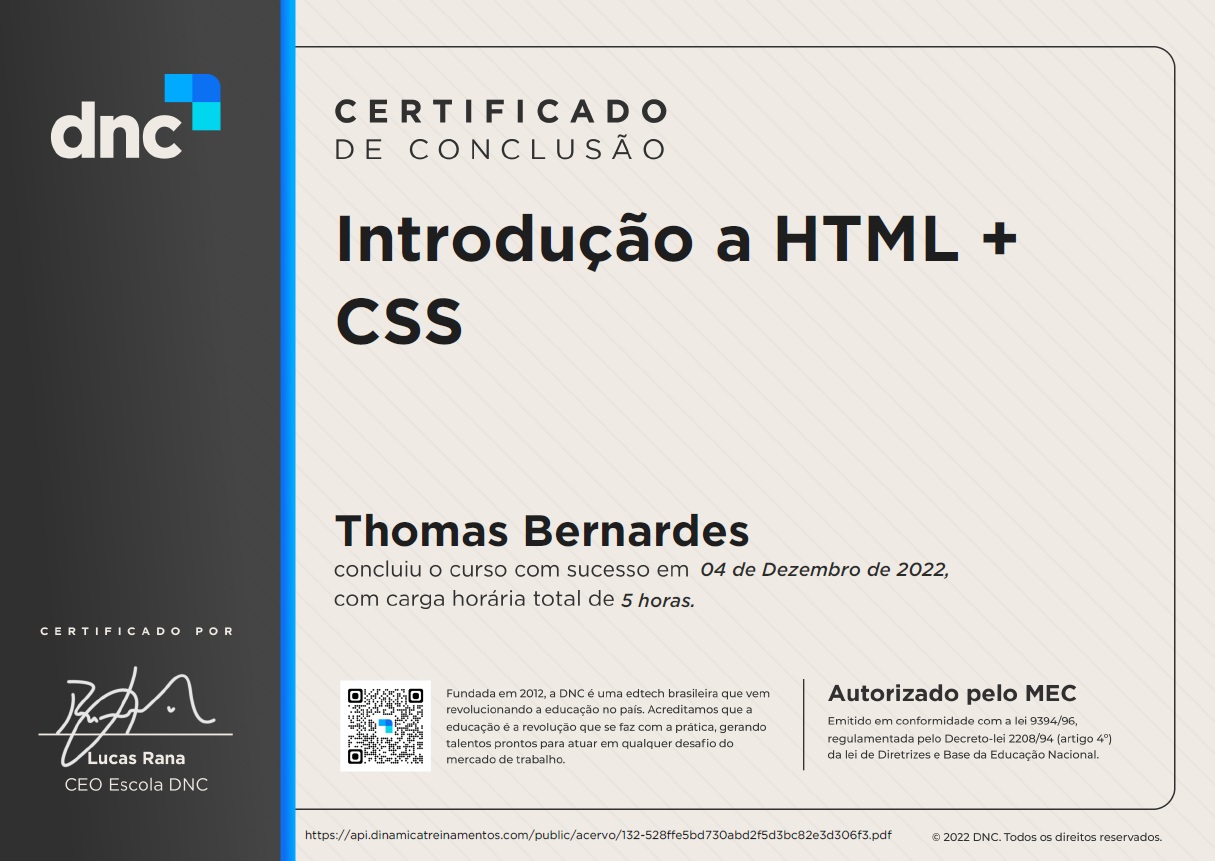 dnc
CERTIFICADO
DE CONCLUSÃO
Introdução a HTML +
CSS
Thomas Bernardes
concluiu o curso com sucesso em 04 de Dezembro de 2022,
com carga horária total de 5 horas.
CERTIFICADO POR
Lucas Rana
CEO Escola DNC
Fundada em 2012, a DNC é uma edtech brasileira que vem
revolucionando a educação no país. Acreditamos que a
educação é a revolução que se faz com a prática, gerando
talentos prontos para atuar em qualquer desafio do
mercado de trabalho.
Autorizado pelo MEC
Emitido em conformidade com a lei 9394/96,
regulamentada pelo Decreto-lei 2208/94 (artigo 4º)
da lei de Diretrizes e Base da Educação Nacional.
https://api.dinamicatreinamentos.com/public/acervo/132-528ffe5bd730abd2f5d3bc82e3d306f3.pdf
© 2022 DNC. Todos os direitos reservados.